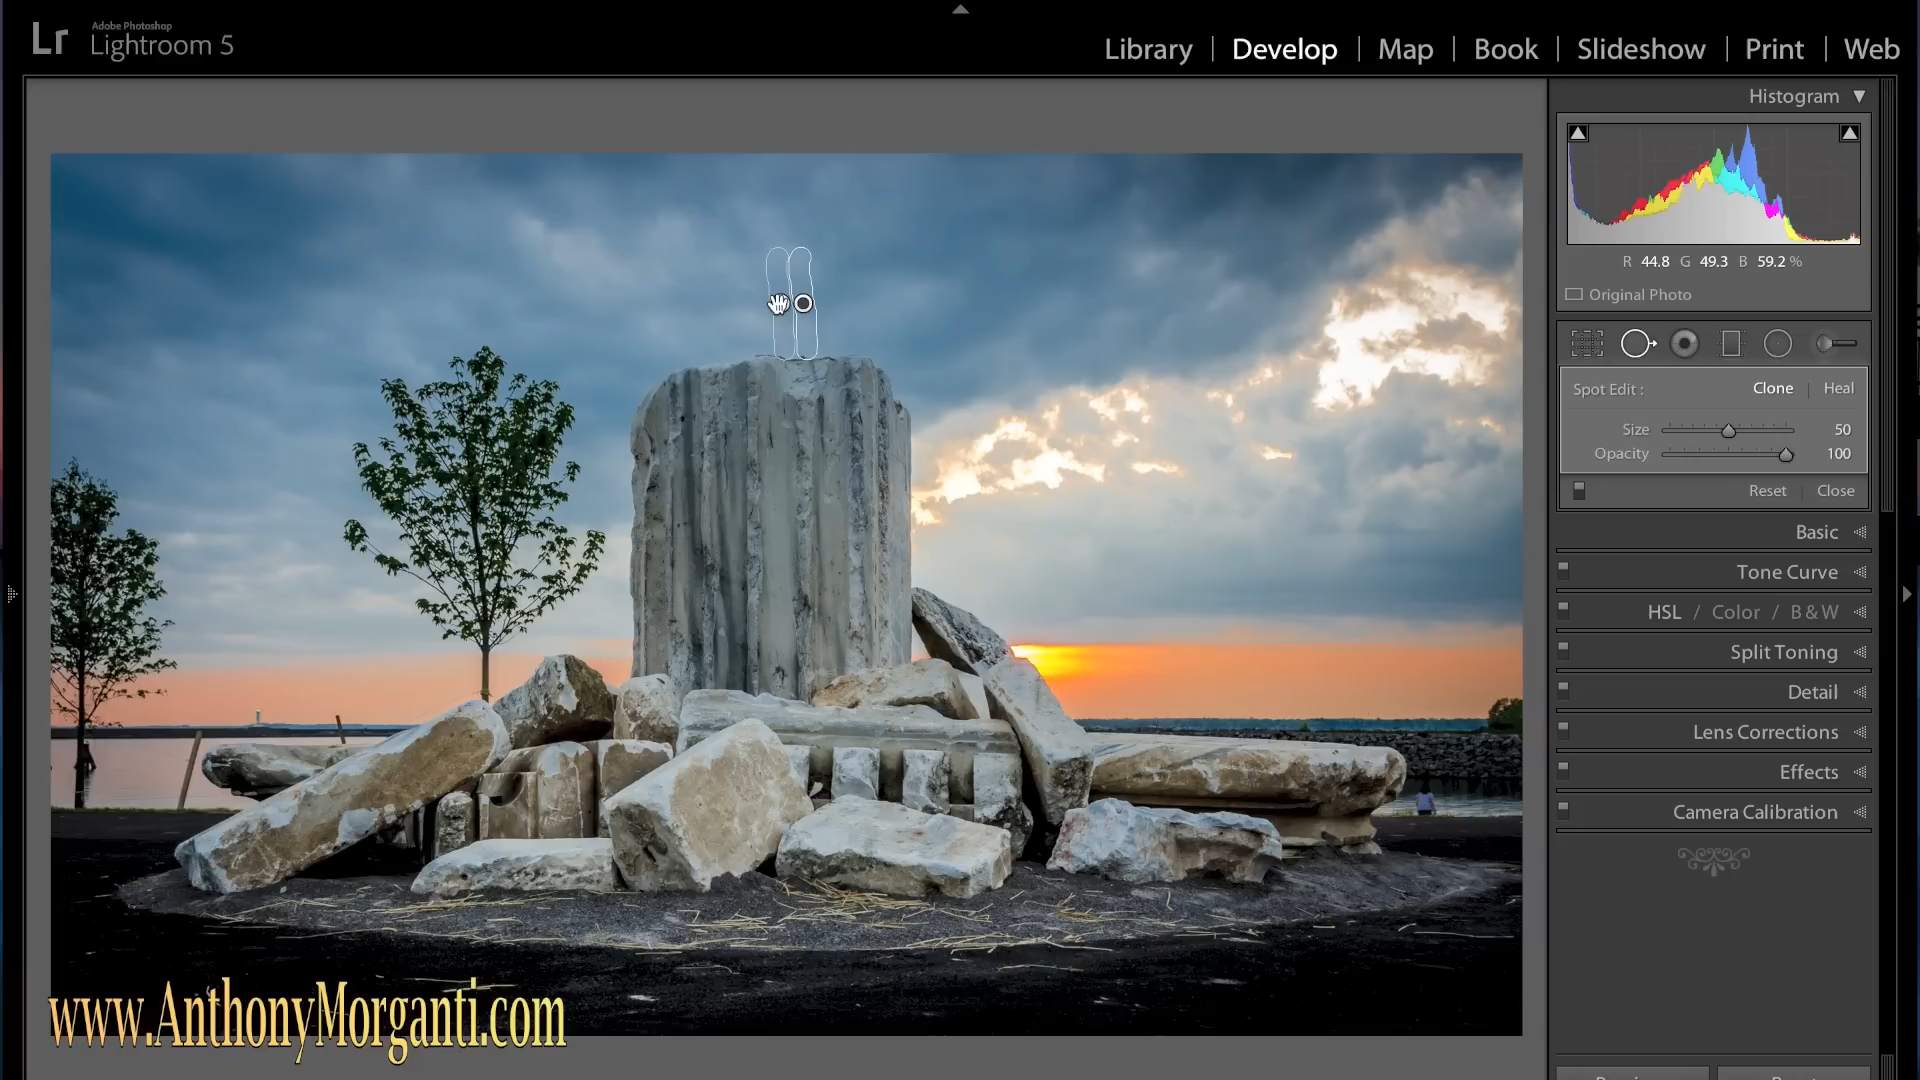 Lr
Adobe Photoshop
Lightroom 5
Library | Develop | Map | Book | Slideshow | Print | Web
Histogram
R 44.8 G 49.3 B 59.2 %
Original Photo
Spot Edit : Clone | Heal
Size 50
Opacity 100
Reset | Close
Basic
Tone Curve
HSL / Color / B & W
Split Toning
Detail
Lens Corrections
Effects
Camera Calibration
www.AnthonyMorganti.com